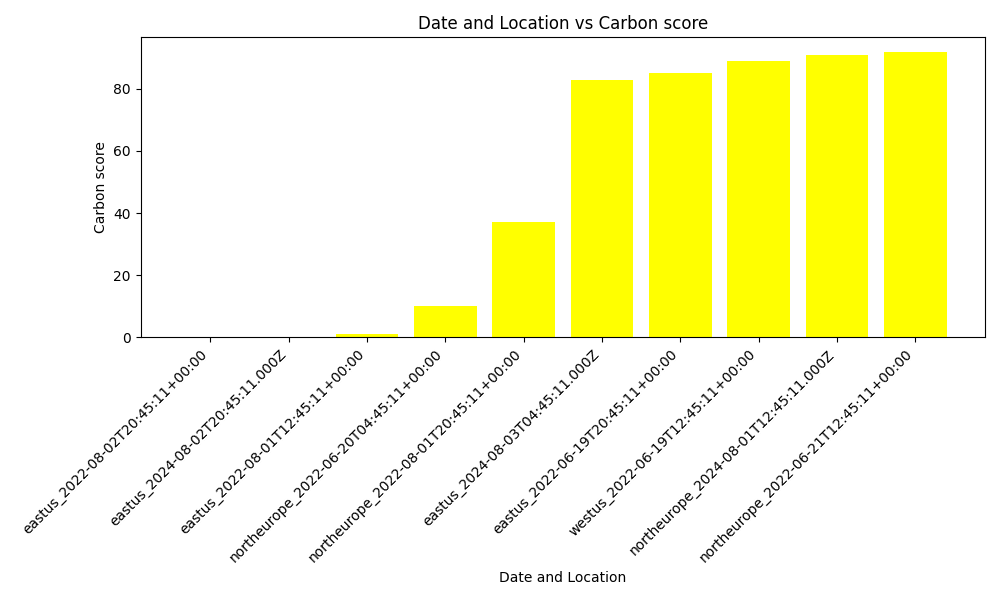 Date and Location vs Carbon score
80
60
40
20
0
Carbon score
eastus_2022-08-02T20:45:11+00:00
eastus_2024-08-02T20:45:11.000Z
eastus_2022-08-01T12:45:11+00:00
northeurope_2022-06-20T04:45:11+00:00
northeurope_2022-08-01T20:45:11+00:00
eastus_2024-08-03T04:45:11.000Z
eastus_2022-06-19T20:45:11+00:00
westus_2022-06-19T12:45:11+00:00
northeurope_2024-08-01T12:45:11.000Z
northeurope_2022-06-21T12:45:11+00:00
Date and Location